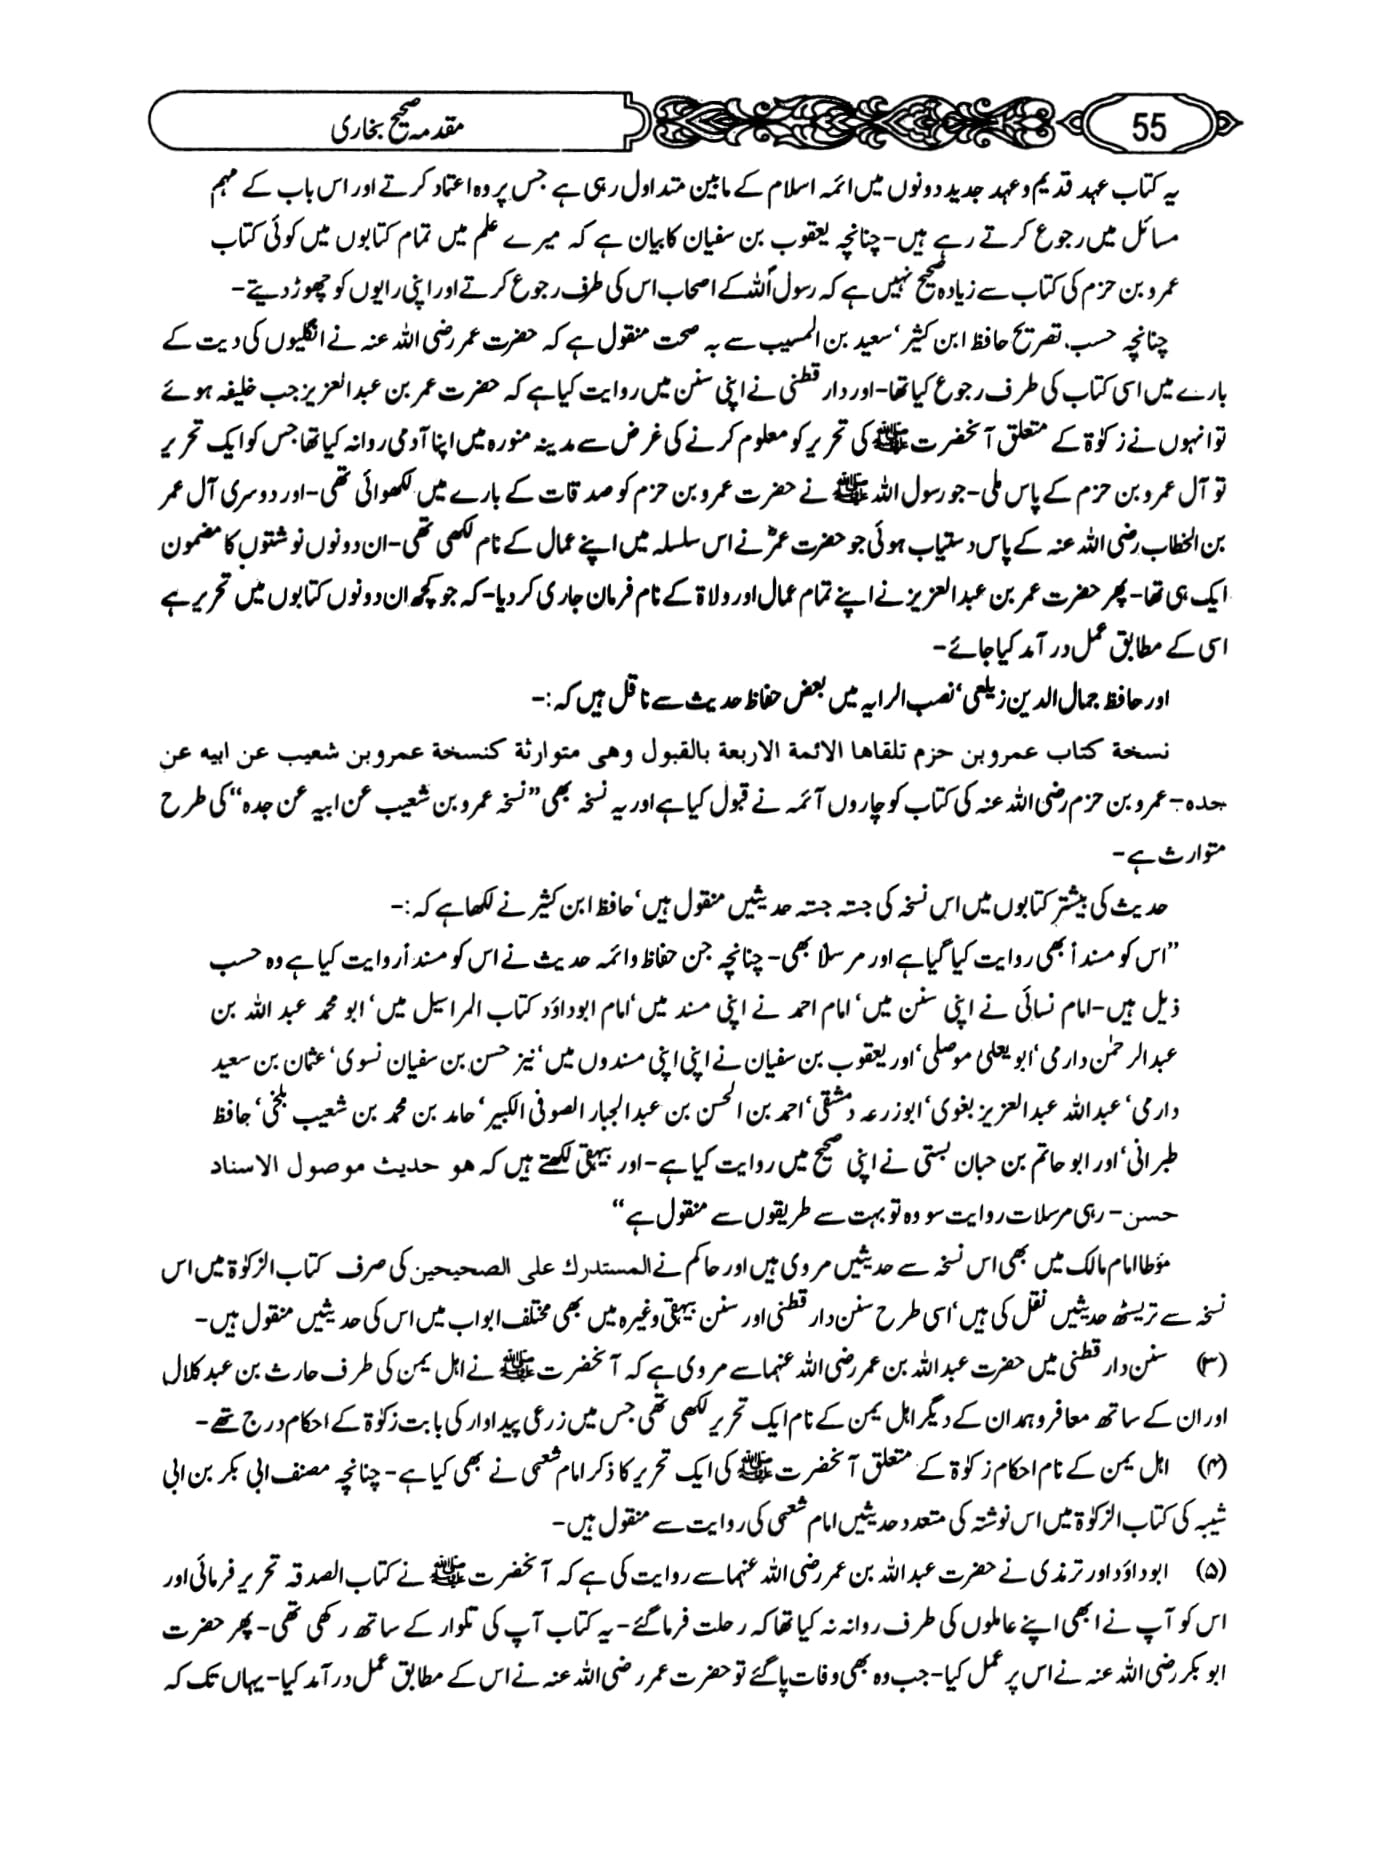 55
مقدمہ صحیح بخاری
یہ کتاب عہد قدیم و عہد جدید دونوں میں ائمہ اسلام کے مابین متداول رہی ہے جس پر وہ اعتماد کرتے اور اس باب کے مہم
مسائل میں رجوع کرتے رہے ہیں۔ چنانچہ یعقوب بن سفیان کا بیان ہے کہ میرے علم میں تمام کتابوں میں کوئی کتاب
عمرو بن حزم کی کتاب سے زیادہ صحیح نہیں ہے کہ رسول اللہؐ کے اصحاب اس کی طرف رجوع کرتے اور اپنی رایوں کو چھوڑ دیتے۔
چنانچہ حسب تصریح حافظ ابن کثیر‘ سعید بن المسیب سے بہ صحت منقول ہے کہ حضرت عمر رضی اللہ عنہ نے انگلیوں کی دیت کے
بارے میں اسی کتاب کی طرف رجوع کیا تھا۔ اور دار قطنی نے اپنی سنن میں روایت کیا ہے کہ حضرت عمر بن عبدالعزیز جب خلیفہ ہوئے
تو انہوں نے زکوٰۃ کے متعلق آنحضرت ﷺ کی تحریر کو معلوم کرنے کی غرض سے مدینہ منورہ میں اپنا آدمی روانہ کیا تھا جس کو ایک تحریر
تو آل عمرو بن حزم کے پاس ملی۔ جو رسول اللہ ﷺ نے حضرت عمرو بن حزم کو صدقات کے بارے میں لکھوائی تھی۔ اور دوسری آل عمر
بن الخطاب رضی اللہ عنہ کے پاس دستیاب ہوئی جو حضرت عمرؓ نے اس سلسلہ میں اپنے عمال کے نام لکھی تھی۔ ان دونوں نوشتوں کا مضمون
ایک ہی تھا۔ پھر حضرت عمر بن عبدالعزیز نے اپنے تمام عمال اور ولاۃ کے نام فرمان جاری کر دیا۔ کہ جو کچھ ان دونوں کتابوں میں تحریر ہے
اسی کے مطابق عمل در آمد کیا جائے۔
اور حافظ جمال الدین زیلعی‘ نصب الرایہ میں بعض حفاظ حدیث سے ناقل ہیں کہ:۔
نسخة كتاب عمرو بن حزم تلقاها الائمة الاربعة بالقبول وهى متوارثة كنسخة عمرو بن شعيب عن ابيه عن
جده۔ عمرو بن حزم رضی اللہ عنہ کی کتاب کو چاروں آئمہ نے قبول کیا ہے اور یہ نسخہ بھی ”نسخہ عمرو بن شعیب عن ابیہ عن جدہ“ کی طرح
متوارث ہے۔
حدیث کی بیشتر کتابوں میں اس نسخہ کی جستہ جستہ حدیثیں منقول ہیں‘ حافظ ابن کثیر نے لکھا ہے کہ:۔
”اس کو مسنداً بھی روایت کیا گیا ہے اور مرسلا بھی۔ چنانچہ جن حفاظ و ائمہ حدیث نے اس کو مسنداً روایت کیا ہے وہ حسب
ذیل ہیں۔ امام نسائی نے اپنی سنن میں‘ امام احمد نے اپنی مسند میں‘ امام ابوداؤد کتاب المراسیل میں‘ ابو محمد عبد اللہ بن
عبدالرحمٰن دارمی‘ ابو یعلیٰ موصلی‘ اور یعقوب بن سفیان نے اپنی اپنی مسندوں میں‘ نیز حسن بن سفیان نسوی‘ عثمان بن سعید
دارمی‘ عبداللہ عبدالعزیز بغوی‘ ابوزرعہ دمشقی‘ احمد بن الحسن بن عبدالجبار الصوفی الکبیر‘ حامد بن محمد بن شعیب بلخی‘ حافظ
طبرانی‘ اور ابو حاتم بن حبان بستی نے اپنی صحیح میں روایت کیا ہے۔ اور بیہقی لکھتے ہیں کہ هو حديث موصول الاسناد
حسن۔ رہی مرسلات روایت سو وہ تو بہت سے طریقوں سے منقول ہے“
مؤطا امام مالک میں بھی اس نسخہ سے حدیثیں مروی ہیں اور حاکم نے المستدرك على الصحيحين کی صرف کتاب الزکوٰۃ میں اس
نسخہ سے تریسٹھ حدیثیں نقل کی ہیں‘ اسی طرح سنن دار قطنی اور سنن بیہقی وغیرہ میں بھی مختلف ابواب میں اس کی حدیثیں منقول ہیں۔
(۳) سنن دار قطنی میں حضرت عبداللہ بن عمر رضی اللہ عنہما سے مروی ہے کہ آنحضرت ﷺ نے اہل یمن کی طرف حارث بن عبد کلال
اور ان کے ساتھ معافر و ہمدان کے دیگر اہل یمن کے نام ایک تحریر لکھی تھی جس میں زرعی پیداوار کی بابت زکوٰۃ کے احکام درج تھے۔
(۴) اہل یمن کے نام احکام زکوٰۃ کے متعلق آنحضرت ﷺ کی ایک تحریر کا ذکر امام شعبی نے بھی کیا ہے۔ چنانچہ مصنف ابی بکر بن ابی
شیبہ کی کتاب الزکوٰۃ میں اس نوشتہ کی متعدد حدیثیں امام شعبی کی روایت سے منقول ہیں۔
(۵) ابوداؤد اور ترمذی نے حضرت عبداللہ بن عمر رضی اللہ عنہما سے روایت کی ہے کہ آنحضرت ﷺ نے کتاب الصدقہ تحریر فرمائی اور
اس کو آپ نے ابھی اپنے عاملوں کی طرف روانہ نہ کیا تھا کہ رحلت فرما گئے۔ یہ کتاب آپ کی تلوار کے ساتھ رکھی تھی۔ پھر حضرت
ابوبکر رضی اللہ عنہ نے اس پر عمل کیا۔ جب وہ بھی وفات پا گئے تو حضرت عمر رضی اللہ عنہ نے اس کے مطابق عمل در آمد کیا۔ یہاں تک کہ